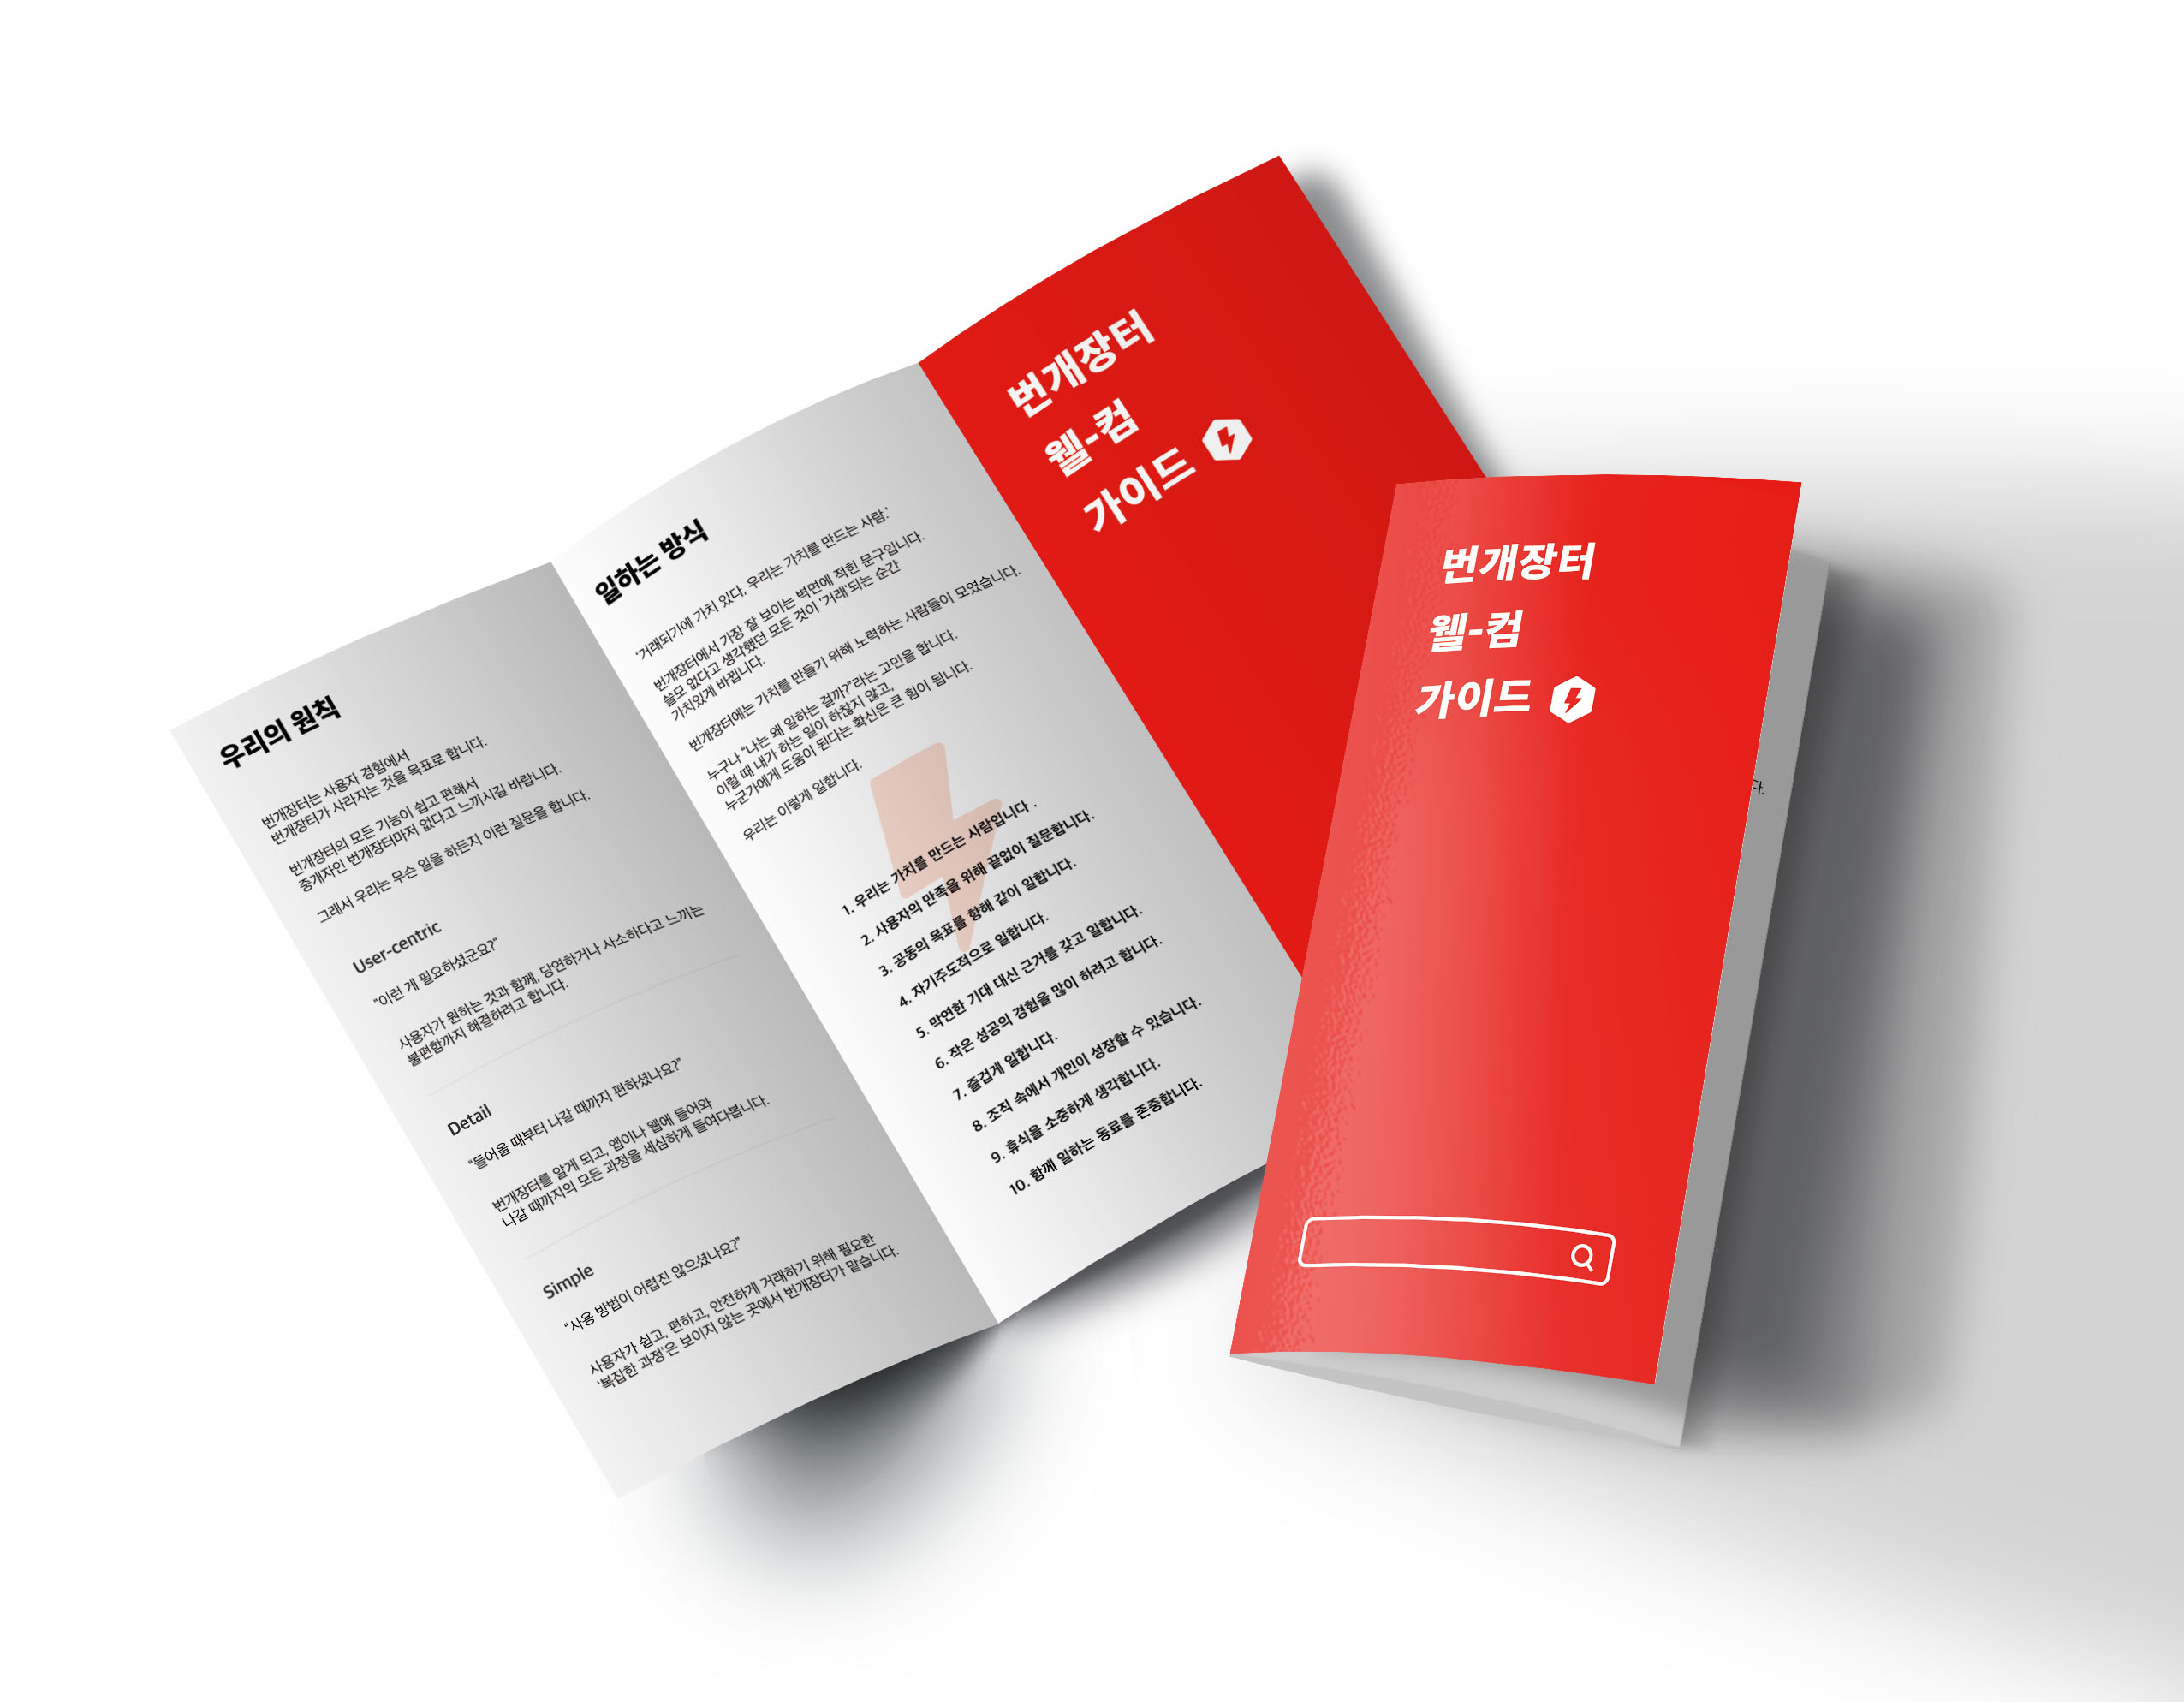 우리의 원칙
번개장터는 사용자 경험에서
번개장터가 사라지는 것을 목표로 합니다.
번개장터의 모든 기능이 쉽고 편해서
중개자인 번개장터마저 없다고 느끼시길 바랍니다.
그래서 우리는 무슨 일을 하든지 이런 질문을 합니다.
User-centric
“이런 게 필요하셨군요?”
사용자가 원하는 것과 함께, 당연하거나 사소하다고 느끼는
불편함까지 해결하려고 합니다.
Detail
“들어올 때부터 나갈 때까지 편하셨나요?”
번개장터를 알게 되고, 앱이나 웹에 들어와
나갈 때까지의 모든 과정을 세심하게 들여다봅니다.
Simple
“사용 방법이 어렵진 않으셨나요?”
사용자가 쉽고, 편하고, 안전하게 거래하기 위해 필요한
‘복잡한 과정’은 보이지 않는 곳에서 번개장터가 맡습니다.
일하는 방식
‘거래되기에 가치 있다, 우리는 가치를 만드는 사람.’
번개장터에서 가장 잘 보이는 벽면에 적힌 문구입니다.
쓸모 없다고 생각했던 모든 것이 ‘거래’되는 순간
가치있게 바뀝니다.
번개장터에는 가치를 만들기 위해 노력하는 사람들이 모였습니다.
누구나 “나는 왜 일하는 걸까?”라는 고민을 합니다.
이럴 때 내가 하는 일이 하찮지 않고,
누군가에게 도움이 된다는 확신은 큰 힘이 됩니다.
우리는 이렇게 일합니다.
1. 우리는 가치를 만드는 사람입니다 .
2. 사용자의 만족을 위해 끝없이 질문합니다.
3. 공동의 목표를 향해 같이 일합니다.
4. 자기주도적으로 일합니다.
5. 막연한 기대 대신 근거를 갖고 일합니다.
6. 작은 성공의 경험을 많이 하려고 합니다.
7. 즐겁게 일합니다.
8. 조직 속에서 개인이 성장할 수 있습니다.
9. 휴식을 소중하게 생각합니다.
10. 함께 일하는 동료를 존중합니다.
번개장터
웰-컴
가이드
번개장터
웰-컴
가이드
다.